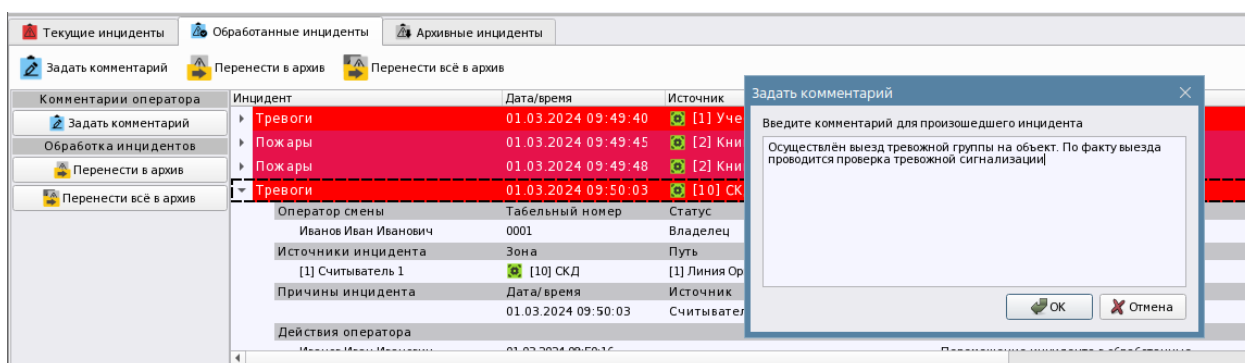 Текущие инциденты Обработанные инциденты Архивные инциденты
Задать комментарий Перенести в архив Перенести всё в архив
Комментарии оператора
Задать комментарий
Обработка инцидентов
Перенести в архив
Перенести всё в архив
Инцидент Дата/время Источник
Тревоги 01.03.2024 09:49:40 [1] Уче
Пожары 01.03.2024 09:49:45 [2] Кни
Пожары 01.03.2024 09:49:48 [2] Кни
Тревоги 01.03.2024 09:50:03 [10] СК
Оператор смены Табельный номер Статус
Иванов Иван Иванович 0001 Владелец
Источники инцидента Зона Путь
[1] Считыватель 1 [10] СКД [1] Линия Ор
Причины инцидента Дата/время Источник
01.03.2024 09:50:03 Считывател
Действия оператора
Задать комментарий
Введите комментарий для произошедшего инцидента
Осуществлён выезд тревожной группы на объект. По факту выезда
проводится проверка тревожной сигнализации
ОК Отмена